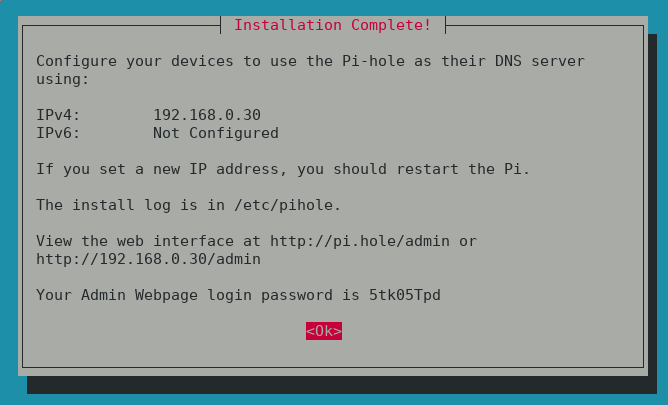 Installation Complete!
Configure your devices to use the Pi-hole as their DNS server
using:
IPv4: 192.168.0.30
IPv6: Not Configured
If you set a new IP address, you should restart the Pi.
The install log is in /etc/pihole.
View the web interface at http://pi.hole/admin or
http://192.168.0.30/admin
Your Admin Webpage login password is 5tk05Tpd
<Ok>